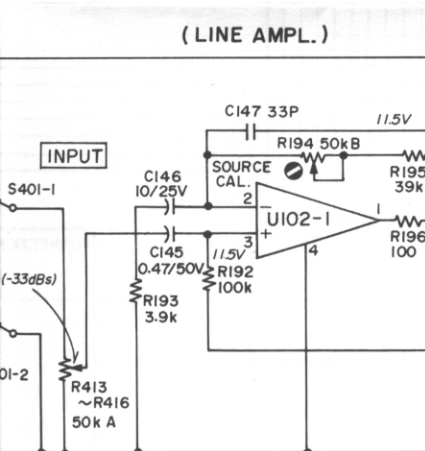 (LINE AMPL.)
C147 33P
11.5V
R194 50kB
INPUT
C146
10/25V
SOURCE
CAL.
R195
39k
S401-1
2
−
U102-1
1
+
3
4
R196
100
C145
0.47/50V
11.5V
R192
100k
(-33dBs)
R193
3.9k
01-2
R413
~R416
50k A